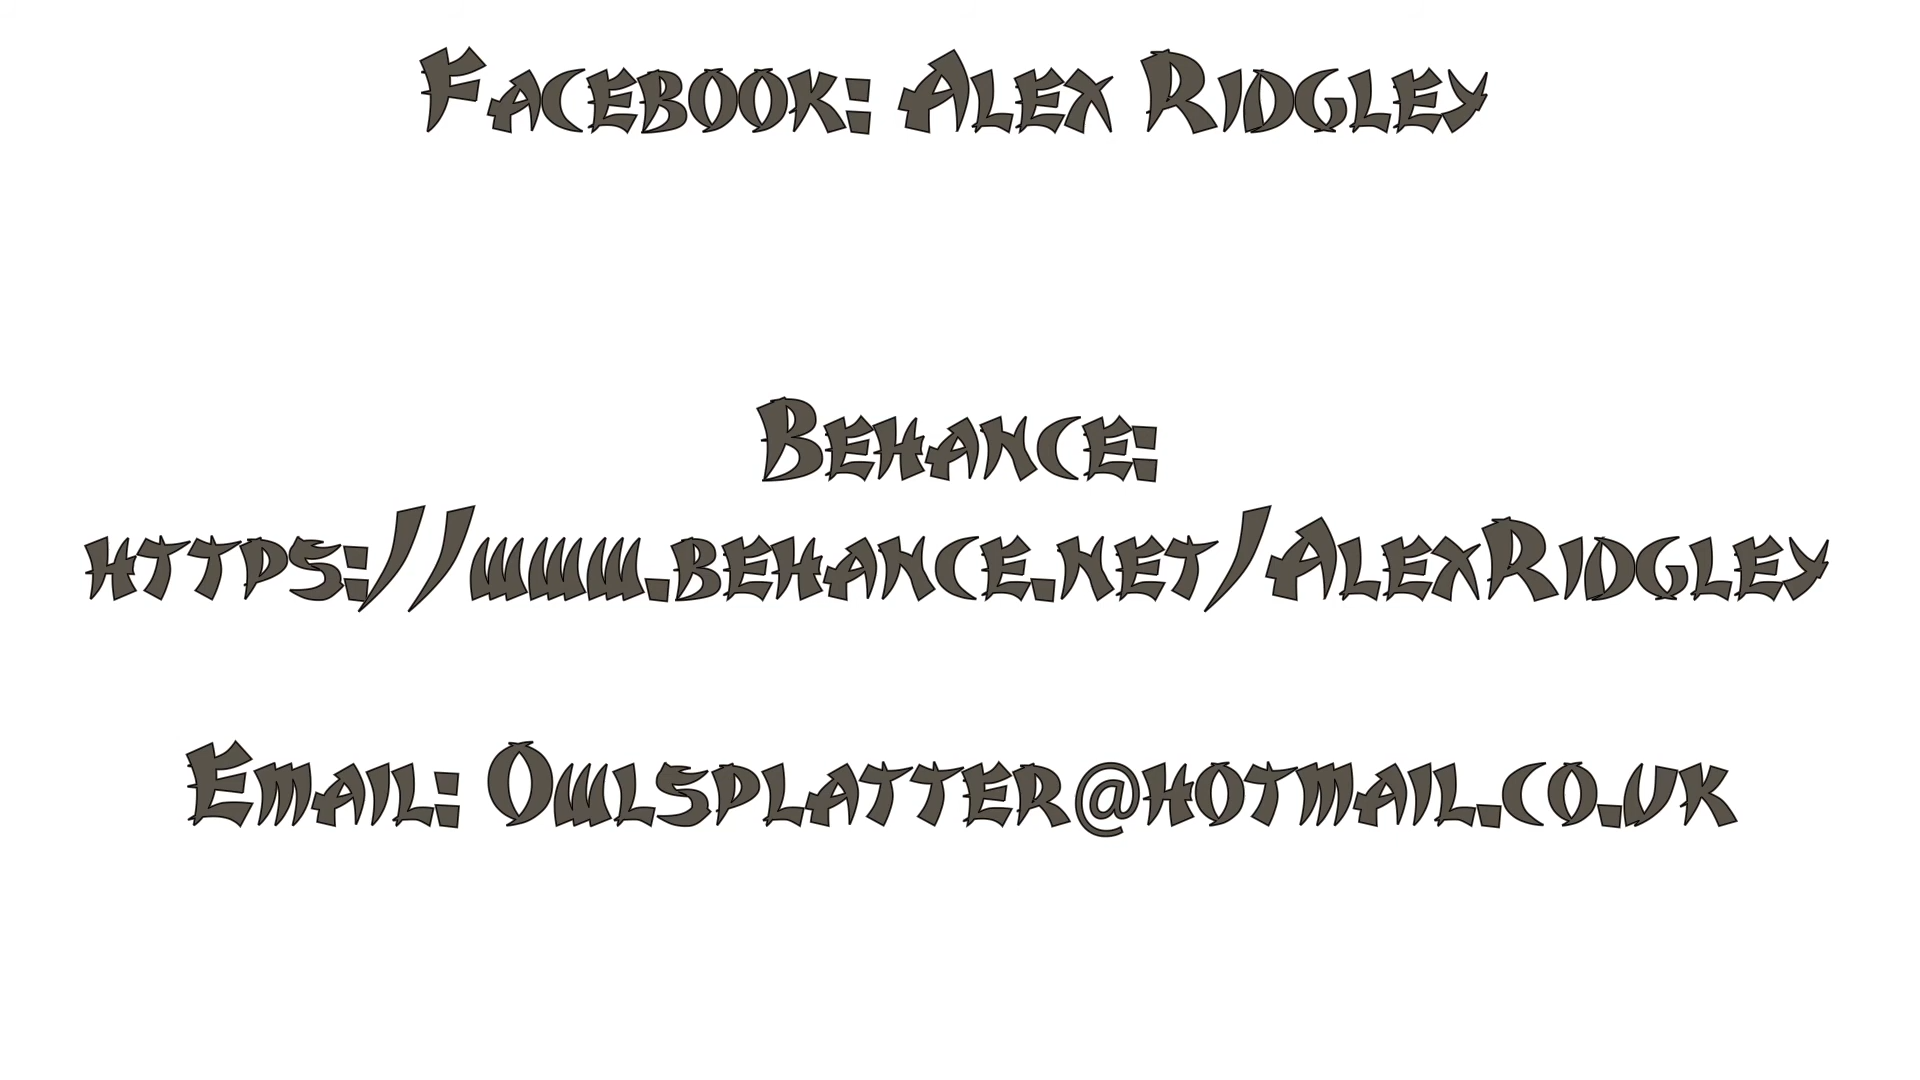 Facebook: Alex Ridgley
Behance:
https://www.behance.net/AlexRidgley
Email: Owlsplatter@hotmail.co.uk